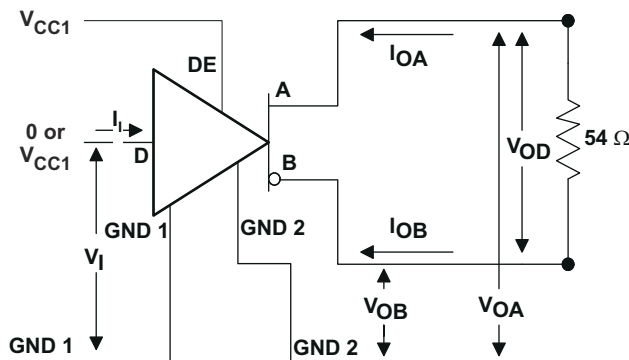 VCC1
DE
IOA
A
II
0 or
VCC1
D
B
VOD
54 Ω
GND 1
GND 2
IOB
VI
VOB
VOA
GND 1
GND 2